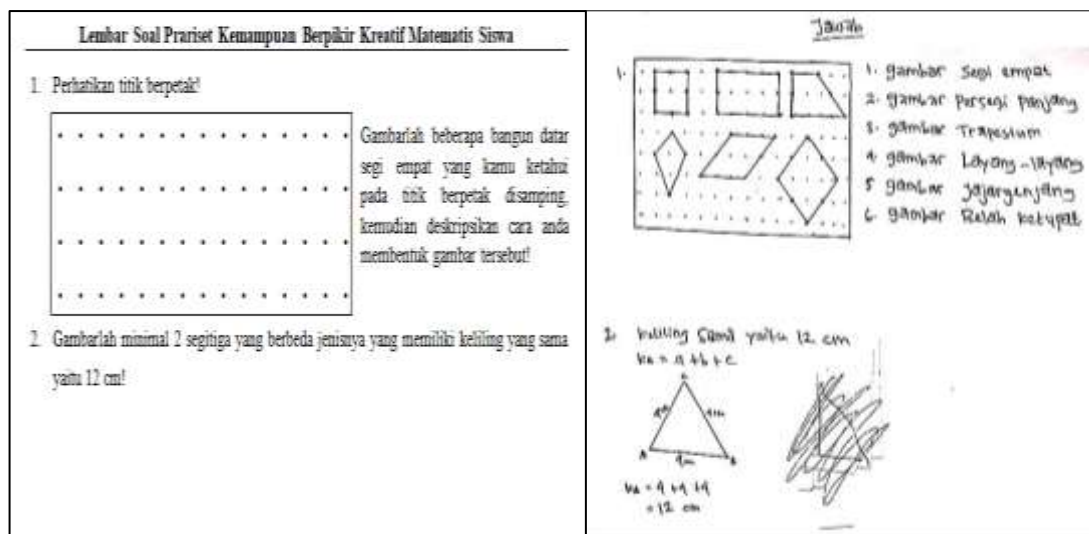 Lembar Soal Prariset Kemampuan Berpikir Kreatif Matematis Siswa
1. Perhatikan titik berpetak!
Gambarlah beberapa bangun datar
segi empat yang kamu ketahui
pada titik berpetak disamping,
kemudian deskripsikan cara anda
membentuk gambar tersebut!
2. Gambarlah minimal 2 segitiga yang berbeda jenisnya yang memiliki keliling yang sama
yaitu 12 cm!
Jawab
1.
1. gambar segi empat
2. gambar persegi panjang
3. gambar Trapesium
4 gambar Layang-layang
5 gambar jajargenjang
6. gambar Belah ketupat
2 keliling sama yaitu 12 cm
k▵ = a + b + c
A
B
k▵ = 4 + 4 + 4
= 12 cm